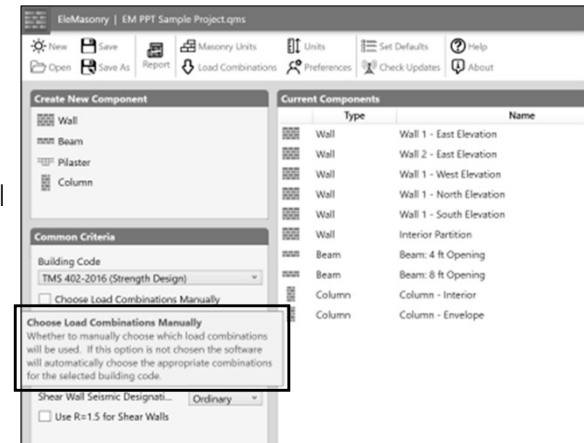 EleMasonry | EM PPT Sample Project.qms
New Save Report Masonry Units Units Set Defaults Help
Open Save As Load Combinations Preferences Check Updates About
Create New Component
Wall
Beam
Pilaster
Column
Current Components
Type Name
Wall Wall 1 - East Elevation
Wall Wall 2 - East Elevation
Wall Wall 1 - West Elevation
Wall Wall 1 - North Elevation
Wall Wall 1 - South Elevation
Wall Interior Partition
Beam Beam: 4 ft Opening
Beam Beam: 8 ft Opening
Column Column - Interior
Column Column - Envelope
Common Criteria
Building Code
TMS 402-2016 (Strength Design)
Choose Load Combinations Manually
Choose Load Combinations Manually
Whether to manually choose which load combinations
will be used. If this option is not chosen the software
will automatically choose the appropriate combinations
for the selected building code.
Shear Wall Seismic Designati... Ordinary
Use R=1.5 for Shear Walls